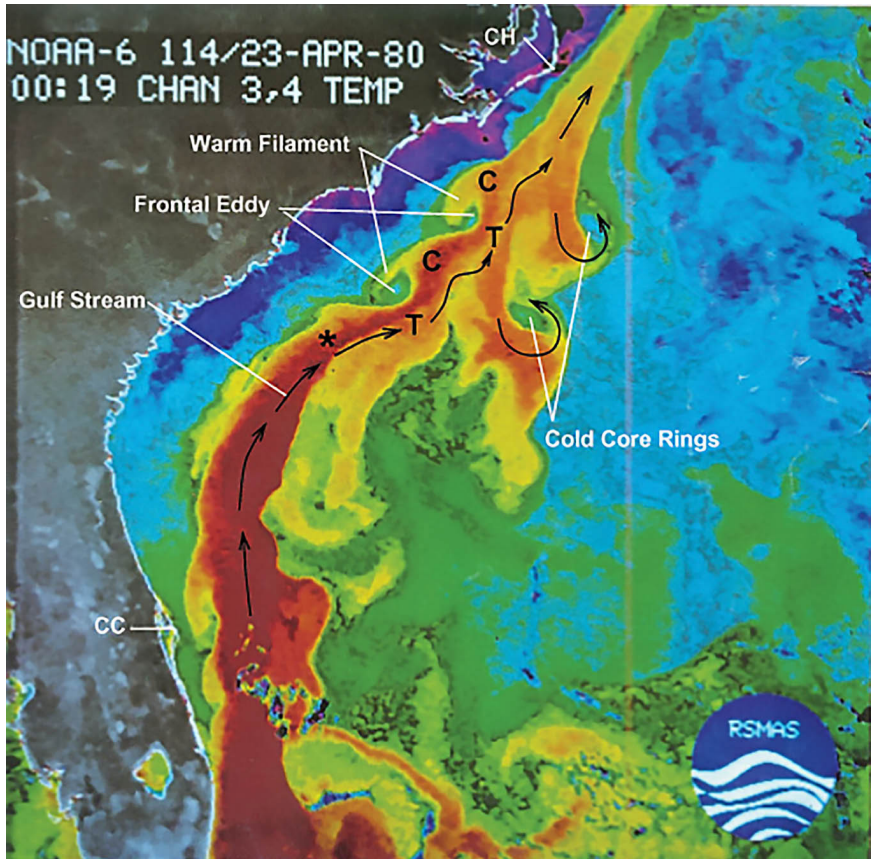 NOAA-6 114/23-APR-80
00:19 CHAN 3,4 TEMP
CH
Warm Filament
C
Frontal Eddy
T
C
Gulf Stream
*
T
Cold Core Rings
CC
RSMAS